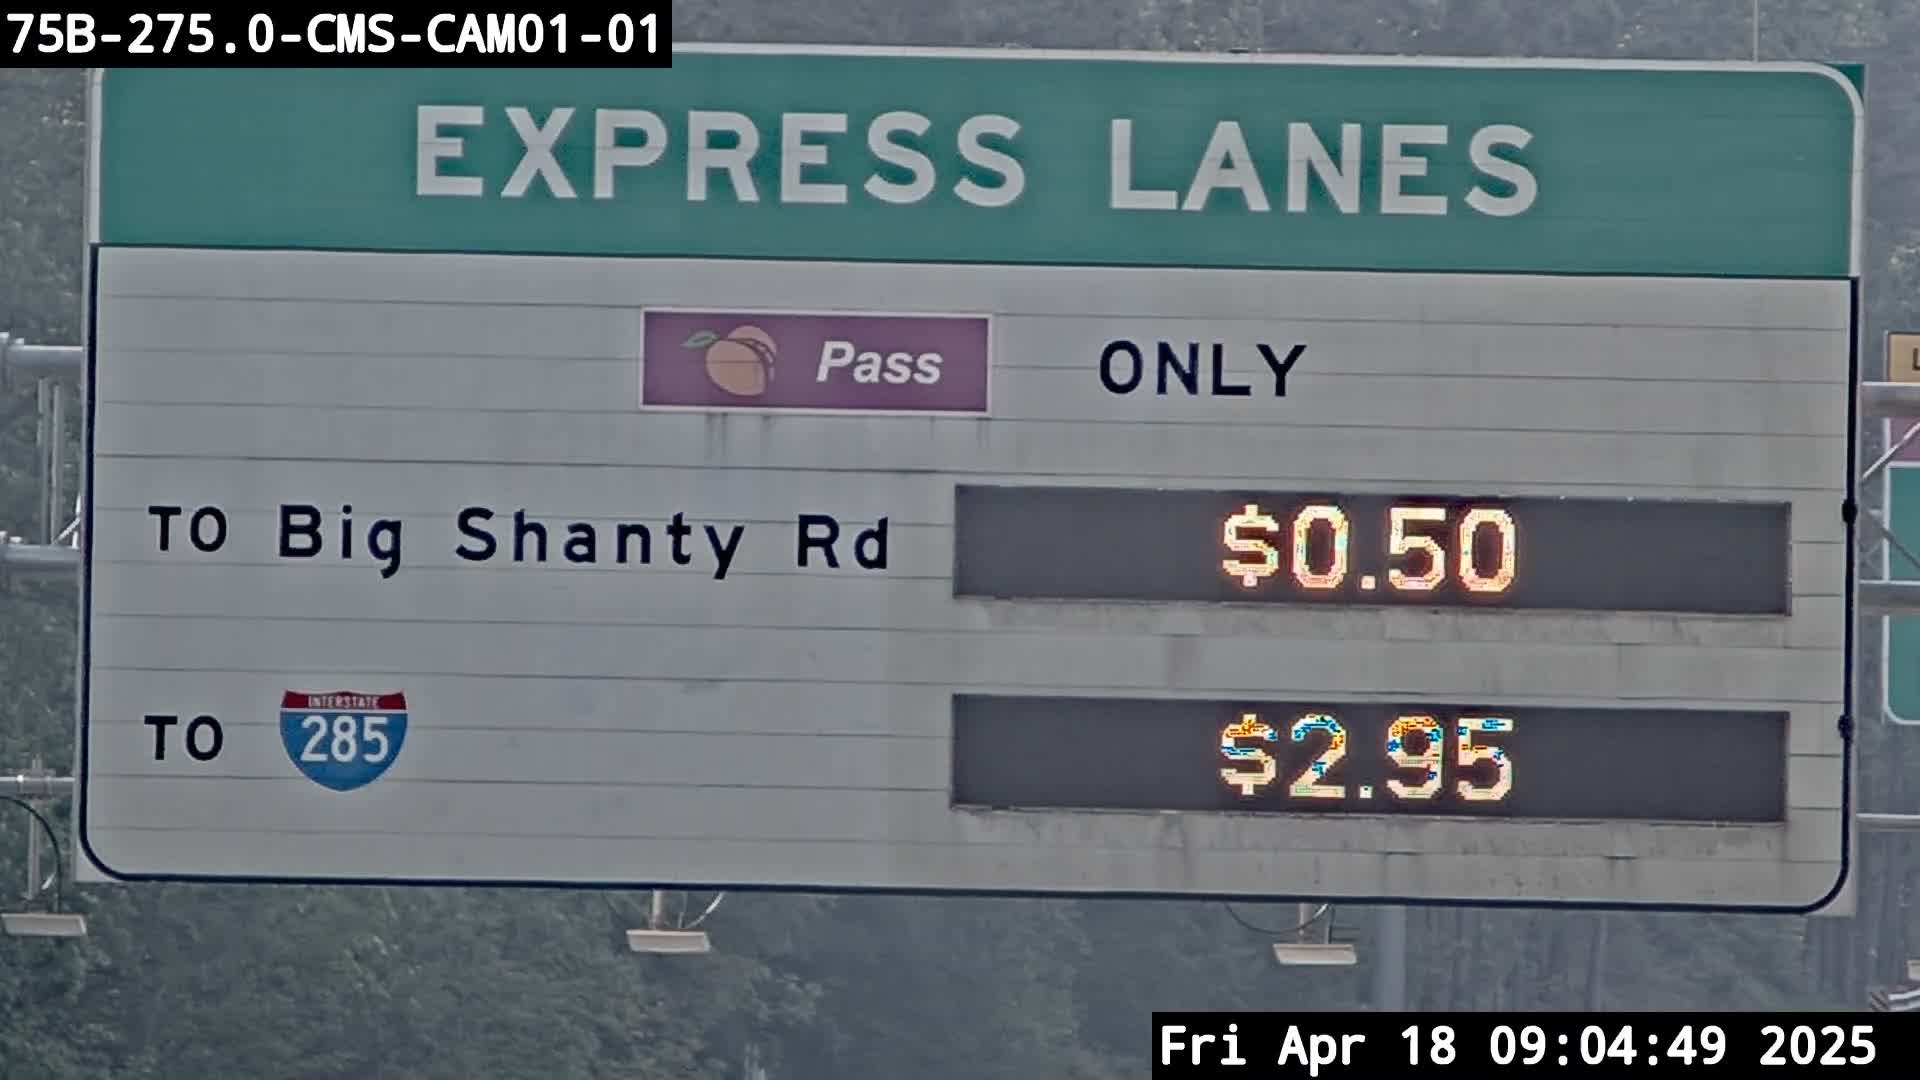 75B-275.0-CMS-CAM01-01
EXPRESS LANES
Pass ONLY
TO Big Shanty Rd $0.50
TO INTERSTATE 285 $2.95
Fri Apr 18 09:04:49 2025